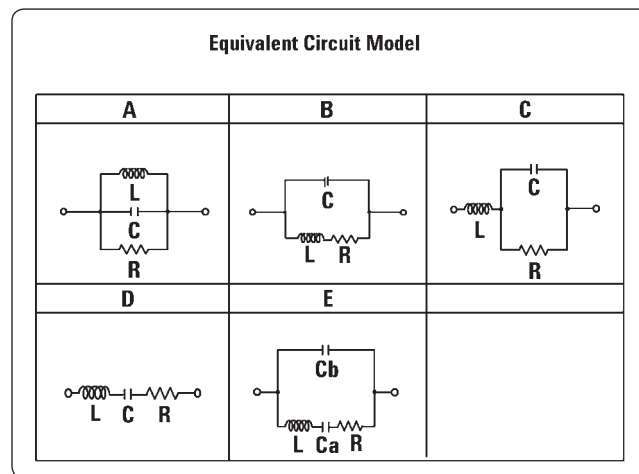 Equivalent Circuit Model
A B C
L
C
R
C
L R
C
L
R
D E
L C R
Cb
L Ca R